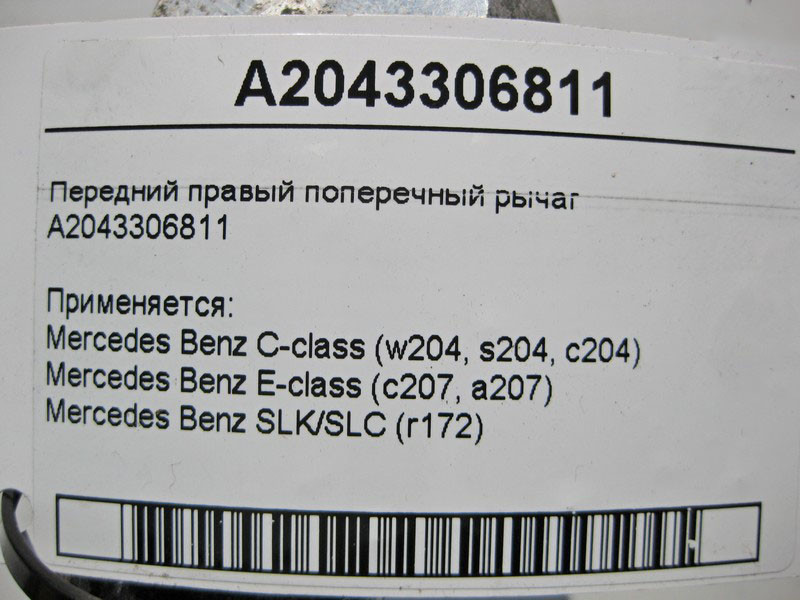 A2043306811
Передний правый поперечный рычаг
A2043306811
Применяется:
Mercedes Benz C-class (w204, s204, c204)
Mercedes Benz E-class (c207, a207)
Mercedes Benz SLK/SLC (r172)